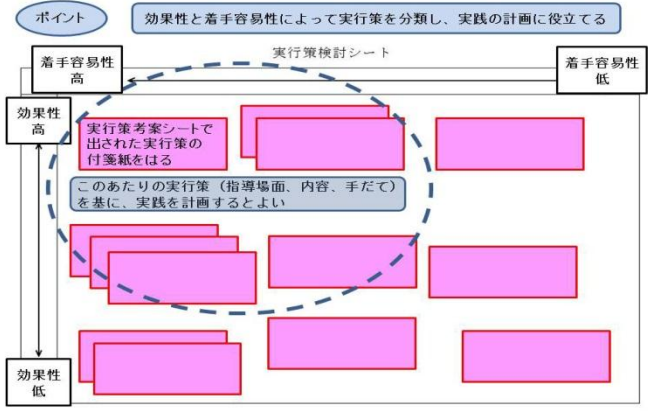 ポイント
効果性と着手容易性によって実行策を分類し、実践の計画に役立てる
実行策検討シート
着手容易性
高
着手容易性
低
効果性
高
実行策考案シートで
出された実行策の
付箋紙をはる
このあたりの実行策（指導場面、内容、手だて）
を基に、実践を計画するとよい
効果性
低